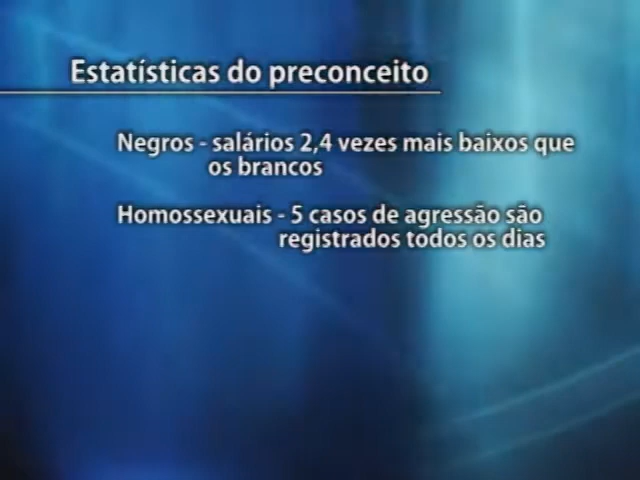 Estatísticas do preconceito
Negros - salários 2,4 vezes mais baixos que
os brancos
Homossexuais - 5 casos de agressão são
registrados todos os dias